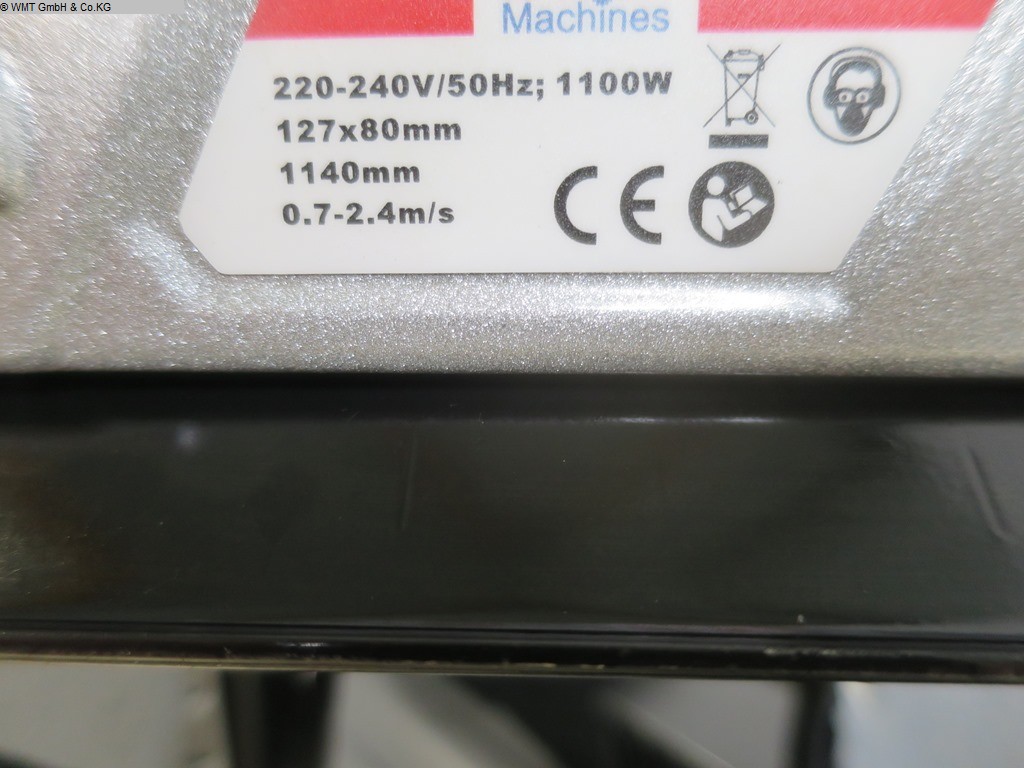 © WMT GmbH & Co.KG
Machines
220-240V/50Hz; 1100W
127x80mm
1140mm
0.7-2.4m/s
CE